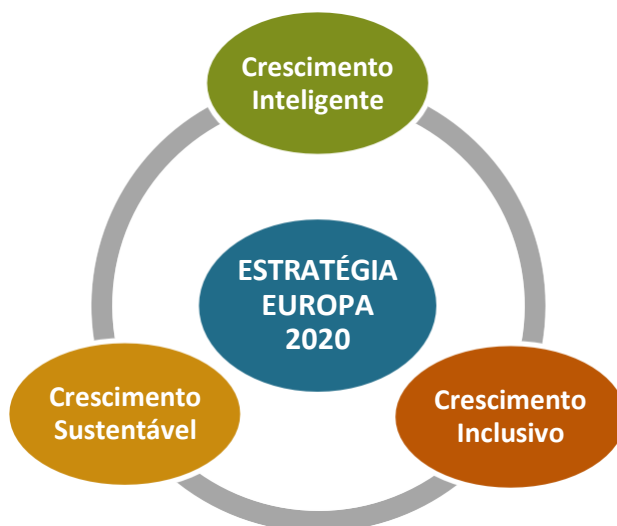 Crescimento
Inteligente
ESTRATÉGIA
EUROPA
2020
Crescimento
Sustentável
Crescimento
Inclusivo